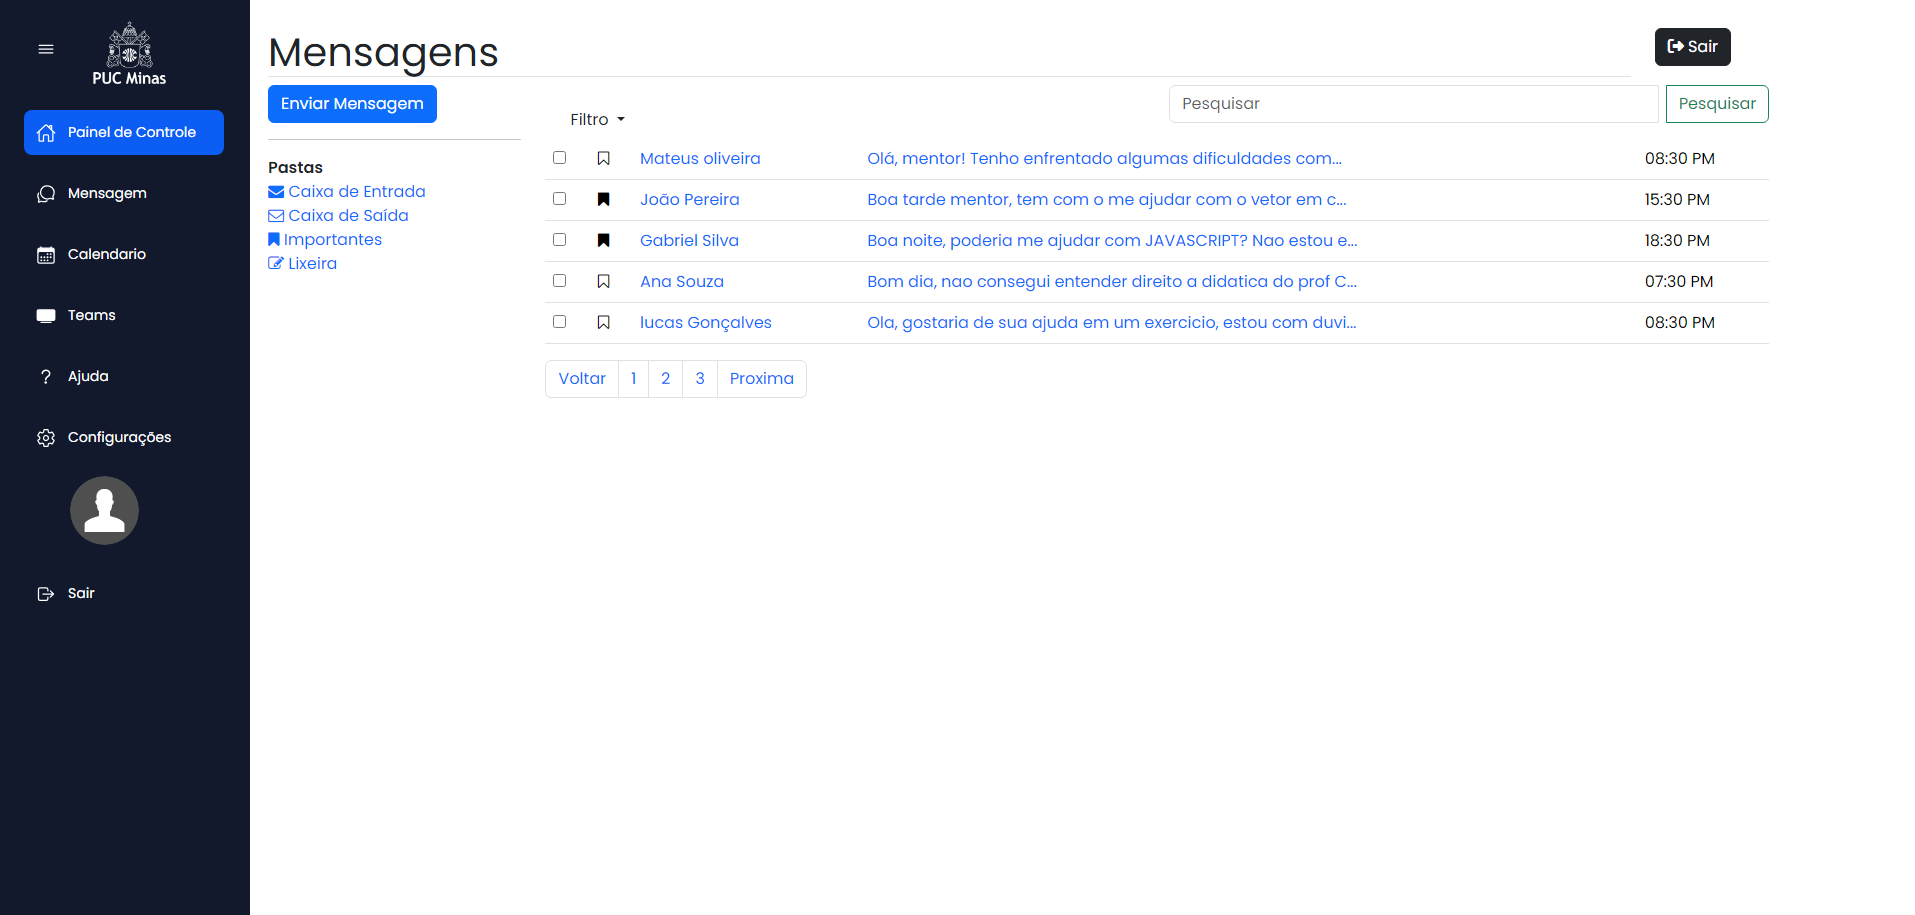 PUC Minas
Painel de Controle
Mensagem
Calendario
Teams
? Ajuda
Configurações
Sair
Mensagens
Sair
Enviar Mensagem
Pastas
Caixa de Entrada
Caixa de Saída
Importantes
Lixeira
Filtro
Pesquisar Pesquisar
Mateus oliveira Olá, mentor! Tenho enfrentado algumas dificuldades com... 08:30 PM
João Pereira Boa tarde mentor, tem com o me ajudar com o vetor em c... 15:30 PM
Gabriel Silva Boa noite, poderia me ajudar com JAVASCRIPT? Nao estou e... 18:30 PM
Ana Souza Bom dia, nao consegui entender direito a didatica do prof C... 07:30 PM
lucas Gonçalves Ola, gostaria de sua ajuda em um exercicio, estou com duvi... 08:30 PM
Voltar 1 2 3 Proxima